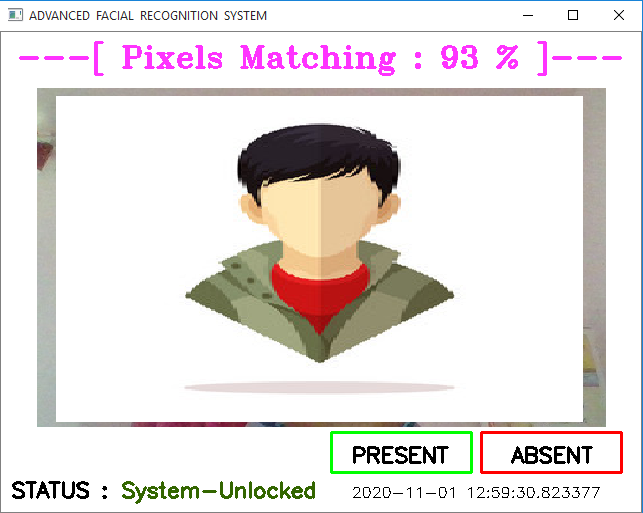 ADVANCED FACIAL RECOGNITION SYSTEM
---[ Pixels Matching : 93 % ]---
PRESENT ABSENT
STATUS : System-Unlocked 2020-11-01 12:59:30.823377